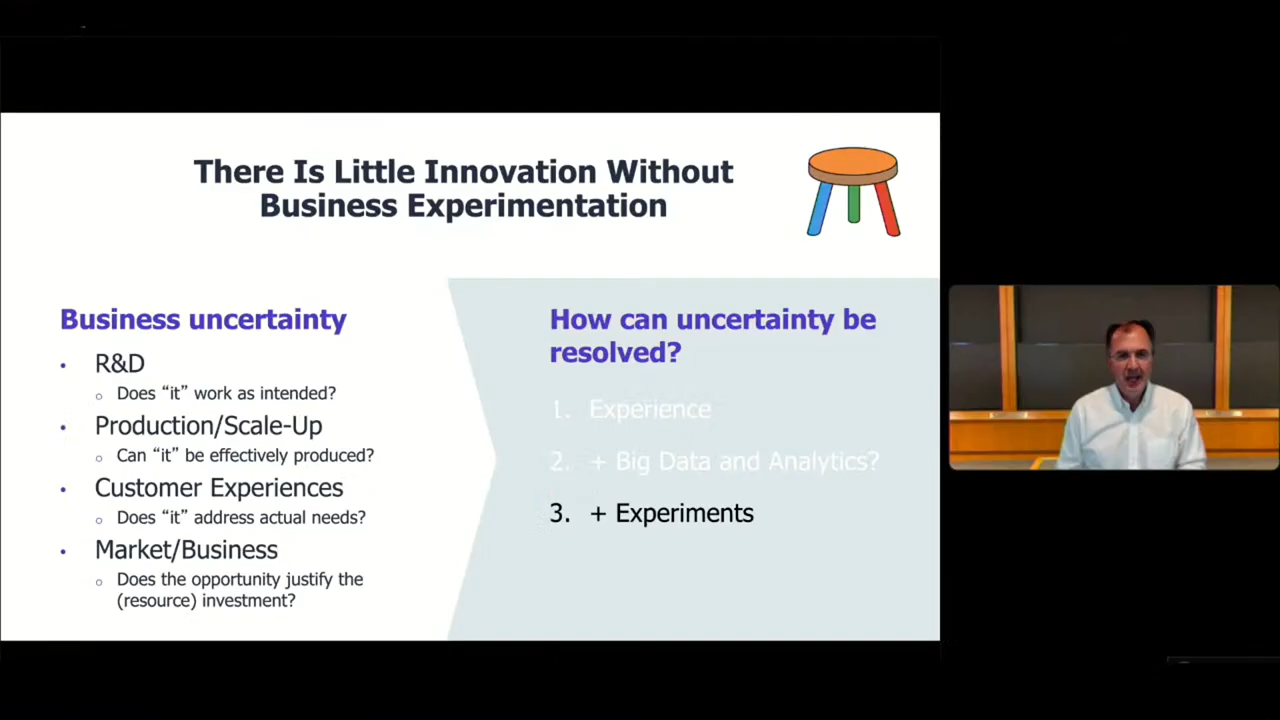 There Is Little Innovation Without
Business Experimentation
Business uncertainty
• R&D
○ Does “it” work as intended?
• Production/Scale-Up
○ Can “it” be effectively produced?
• Customer Experiences
○ Does “it” address actual needs?
• Market/Business
○ Does the opportunity justify the
(resource) investment?
How can uncertainty be
resolved?
1. Experience
2. + Big Data and Analytics?
3. + Experiments